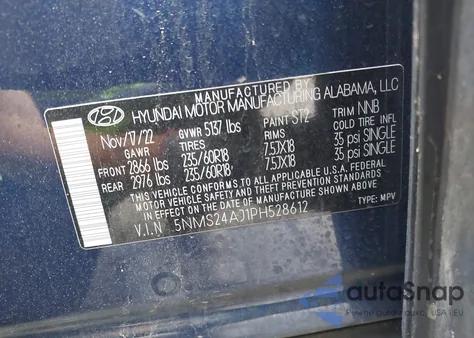 MANUFACTURED BY
HYUNDAI MOTOR MANUFACTURING ALABAMA, LLC
Nov/17/22 GVWR 5137 lbs PAINT ST2 TRIM NNB
GAWR TIRES RIMS COLD TIRE INFL
FRONT 2866 lbs 235/60R18 7.5JX18 35 psi SINGLE
REAR 2976 lbs 235/60R18 7.5JX18 35 psi SINGLE
THIS VEHICLE CONFORMS TO ALL APPLICABLE U.S.A FEDERAL
MOTOR VEHICLE SAFETY AND THEFT PREVENTION STANDARDS
IN EFFECT ON THE DATE OF MANUFACTURE SHOWN ABOVE.
V.I.N 5NMS24AJ1PH528612 TYPE: MPV
autoSnap